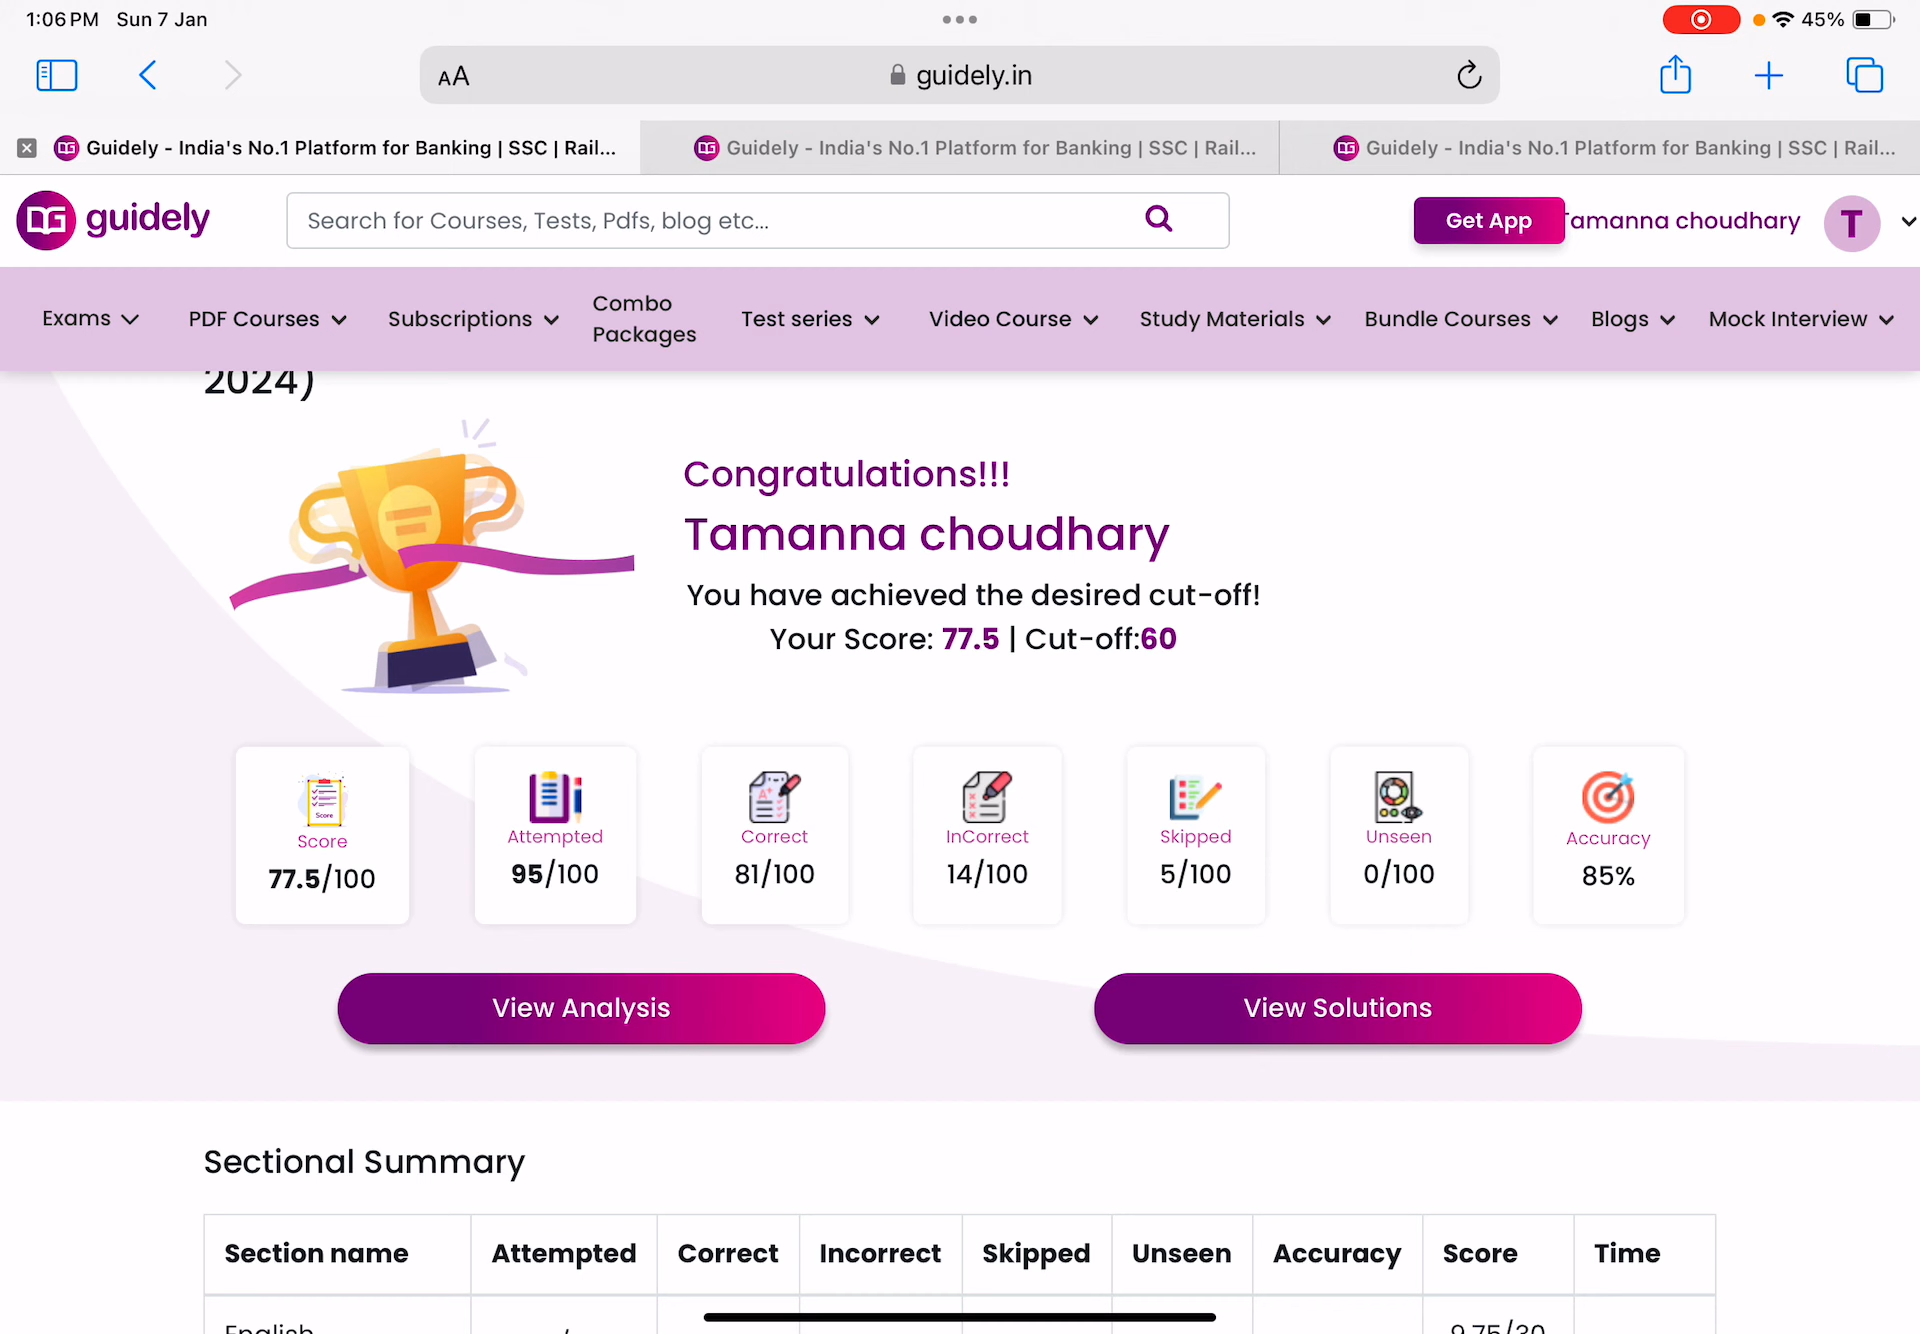 1:06 PM Sun 7 Jan
45%
AA
guidely.in
Guidely - India's No.1 Platform for Banking | SSC | Rail...
Guidely - India's No.1 Platform for Banking | SSC | Rail...
Guidely - India's No.1 Platform for Banking | SSC | Rail...
guidely
Search for Courses, Tests, Pdfs, blog etc...
Get App
Tamanna choudhary
T
Exams
PDF Courses
Subscriptions
Combo
Packages
Test series
Video Course
Study Materials
Bundle Courses
Blogs
Mock Interview
2024)
Congratulations!!!
Tamanna choudhary
You have achieved the desired cut-off!
Your Score: 77.5 | Cut-off:60
Score
Score
77.5/100
Attempted
95/100
Correct
81/100
InCorrect
14/100
Skipped
5/100
Unseen
0/100
Accuracy
85%
View Analysis
View Solutions
Sectional Summary
Section name Attempted Correct Incorrect Skipped Unseen Accuracy Score Time
English